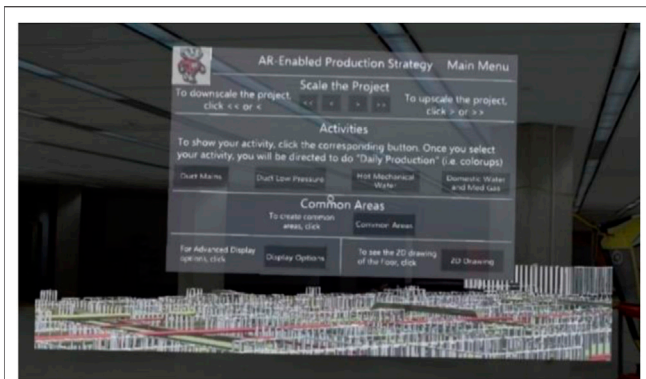 AR-Enabled Production Strategy Main Menu
Scale the Project
To downscale the project, click << or <
<< < > >>
To upscale the project, click > or >>
Activities
To show your activity, click the corresponding button. Once you select
your activity, you will be directed to do "Daily Production" (i.e. colorups)
Duct Mains
Duct Low Pressure
Hot Mechanical
Water
Domestic Water
and Med Gas
Common Areas
To create common
areas, click
Common Areas
For Advanced Display
options, click
Display Options
To see the 2D drawing
of the floor, click
2D Drawing